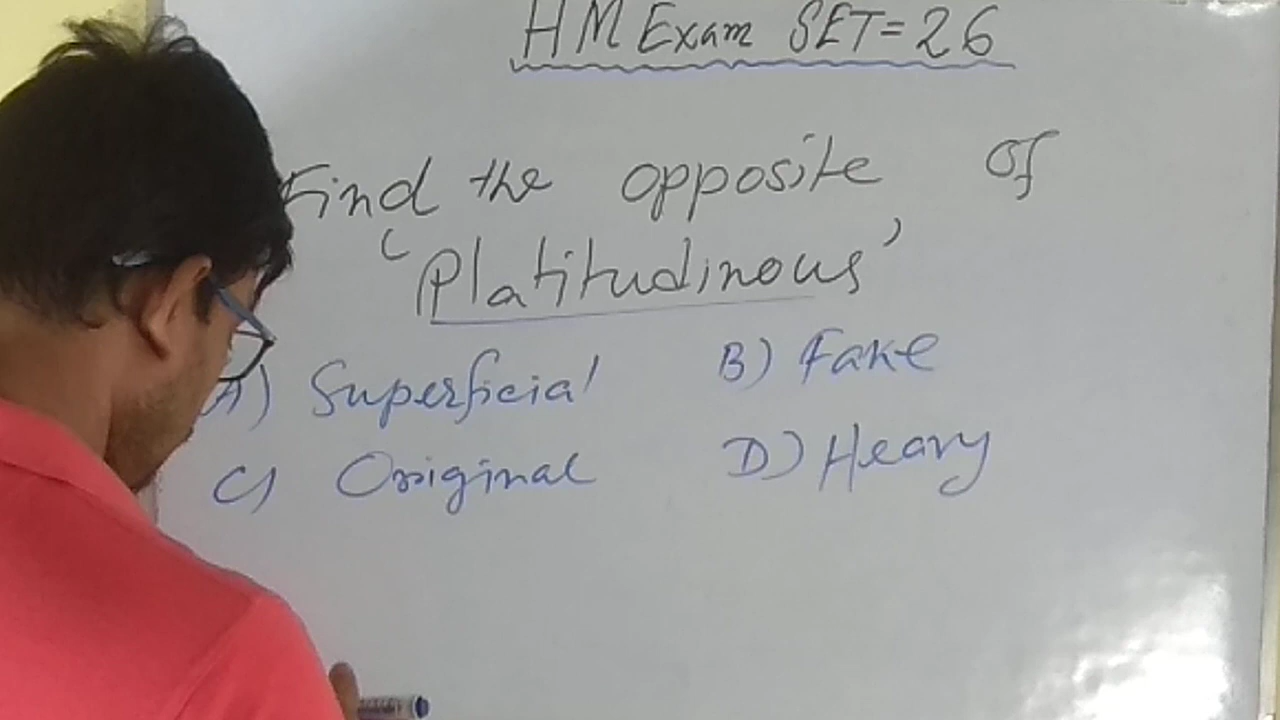 HM Exam SET=26
Find the opposite of
'Platitudinous'
A) Superficial B) Fake
C) Original D) Heavy